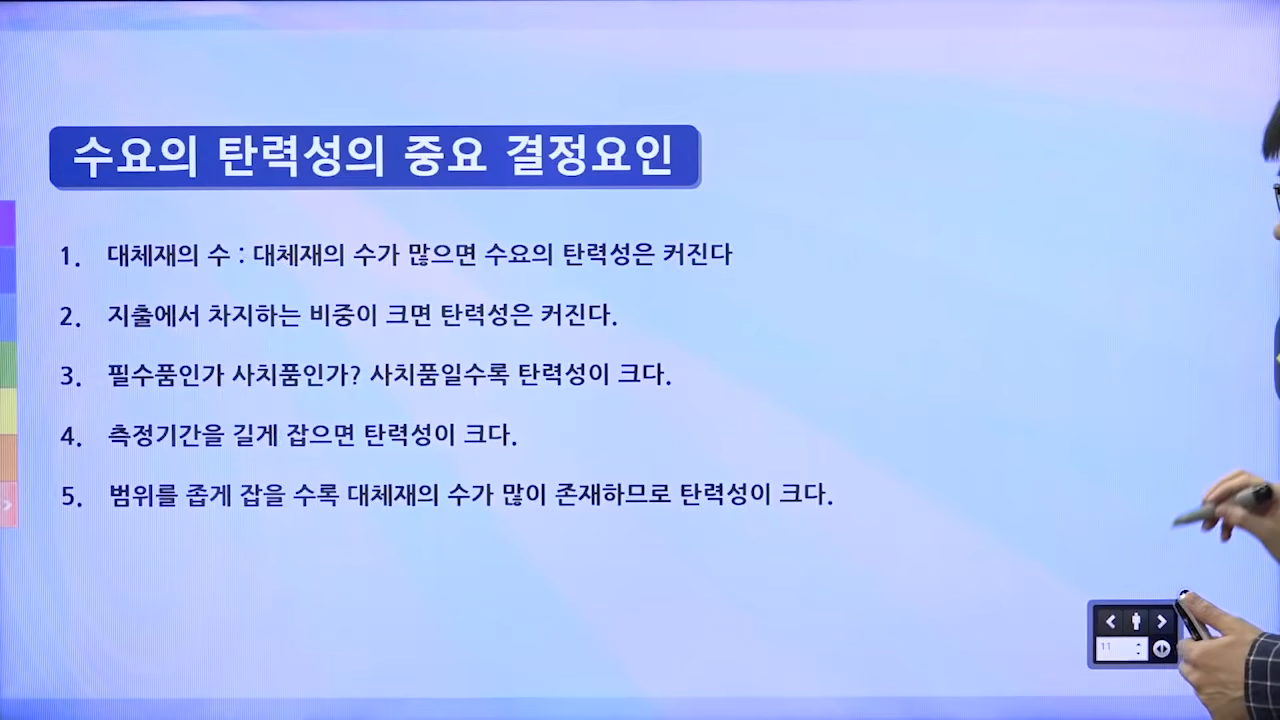 수요의 탄력성의 중요 결정요인
1. 대체재의 수 : 대체재의 수가 많으면 수요의 탄력성은 커진다
2. 지출에서 차지하는 비중이 크면 탄력성은 커진다.
3. 필수품인가 사치품인가? 사치품일수록 탄력성이 크다.
4. 측정기간을 길게 잡으면 탄력성이 크다.
5. 범위를 좁게 잡을 수록 대체재의 수가 많이 존재하므로 탄력성이 크다.
11